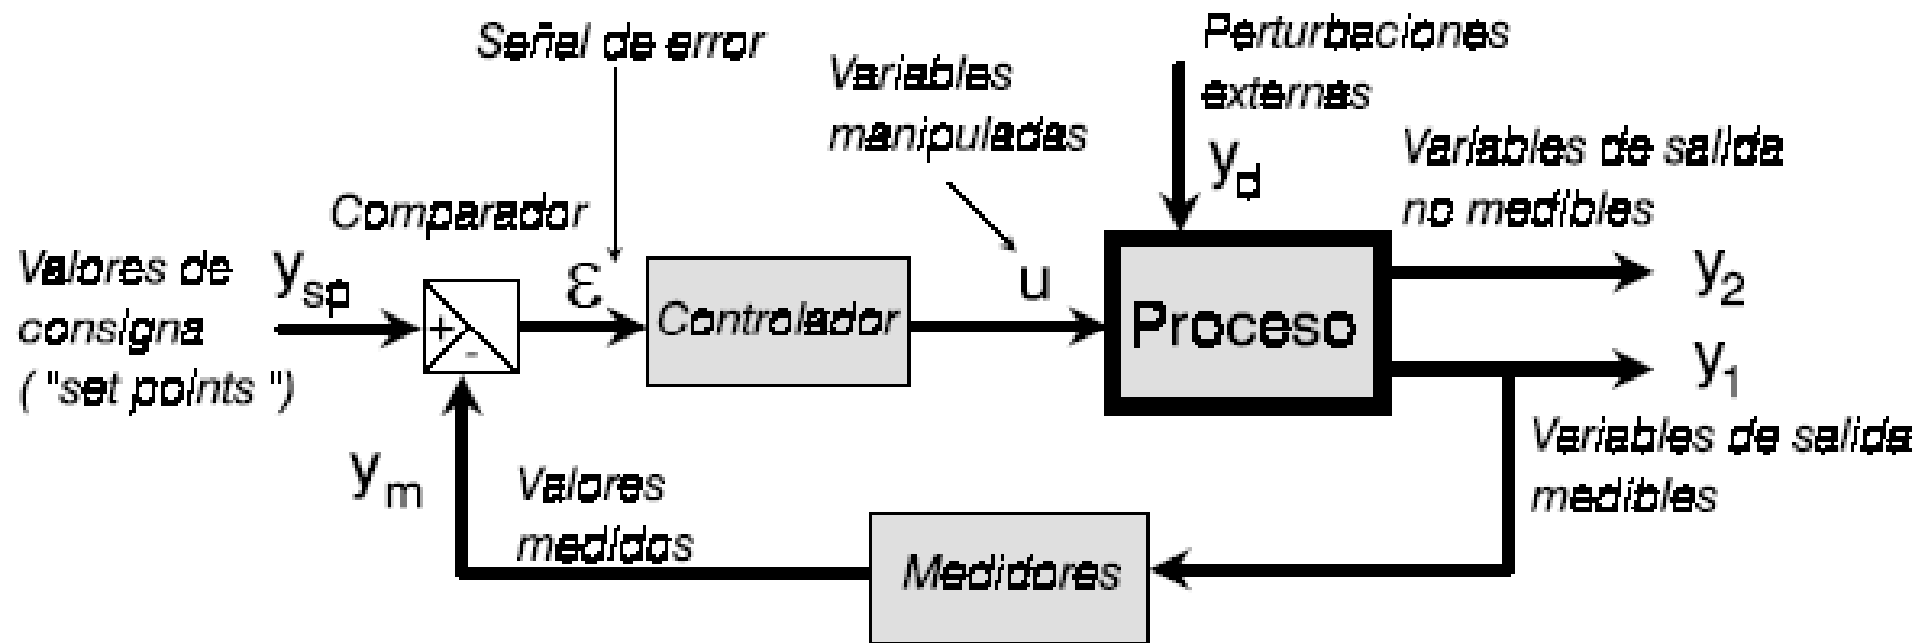 Señal de error
Variables
manipuladas
Perturbaciones
externas
y_d
Variables de salida
no medibles
Comparador
Valores de
consigna
( "set points ")
y_sp
+
-
ε
Controlador
u
Proceso
y_2
y_1
Variables de salida
medibles
y_m
Valores
medidos
Medidores